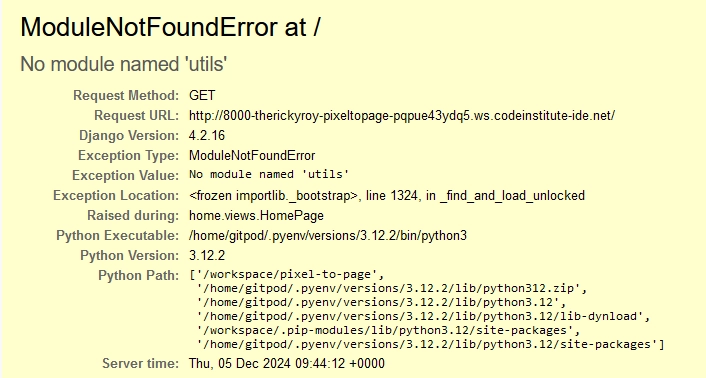 ModuleNotFoundError at /
No module named 'utils'
Request Method: GET
Request URL: http://8000-therickyroy-pixeltopage-pqpue43ydq5.ws.codeinstitute-ide.net/
Django Version: 4.2.16
Exception Type: ModuleNotFoundError
Exception Value: No module named 'utils'
Exception Location: <frozen importlib._bootstrap>, line 1324, in _find_and_load_unlocked
Raised during: home.views.HomePage
Python Executable: /home/gitpod/.pyenv/versions/3.12.2/bin/python3
Python Version: 3.12.2
Python Path: ['/workspace/pixel-to-page',
'/home/gitpod/.pyenv/versions/3.12.2/lib/python312.zip',
'/home/gitpod/.pyenv/versions/3.12.2/lib/python3.12',
'/home/gitpod/.pyenv/versions/3.12.2/lib/python3.12/lib-dynload',
'/workspace/.pip-modules/lib/python3.12/site-packages',
'/home/gitpod/.pyenv/versions/3.12.2/lib/python3.12/site-packages']
Server time: Thu, 05 Dec 2024 09:44:12 +0000